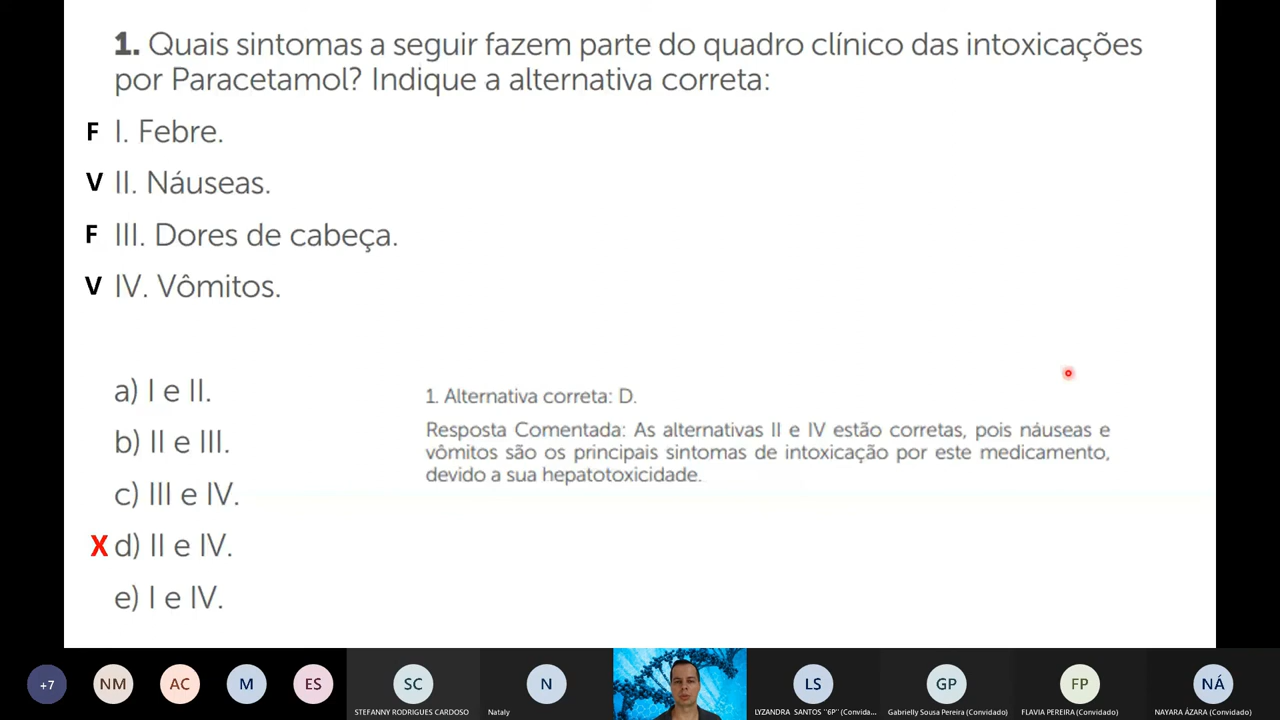 1. Quais sintomas a seguir fazem parte do quadro clínico das intoxicações
por Paracetamol? Indique a alternativa correta:
F I. Febre.
V II. Náuseas.
F III. Dores de cabeça.
V IV. Vômitos.
a) I e II.
b) II e III.
c) III e IV.
X d) II e IV.
e) I e IV.
1. Alternativa correta: D.
Resposta Comentada: As alternativas II e IV estão corretas, pois náuseas e
vômitos são os principais sintomas de intoxicação por este medicamento,
devido a sua hepatotoxicidade.
+7 NM AC M ES SC N LS GP FP NÁ
STEFANNY RODRIGUES CARDOSO Nataly LYZANDRA SANTOS "6P" (Convida... Gabrielly Sousa Pereira (Convidado) FLAVIA PEREIRA (Convidado) NAYARA ÁZARA (Convidado)